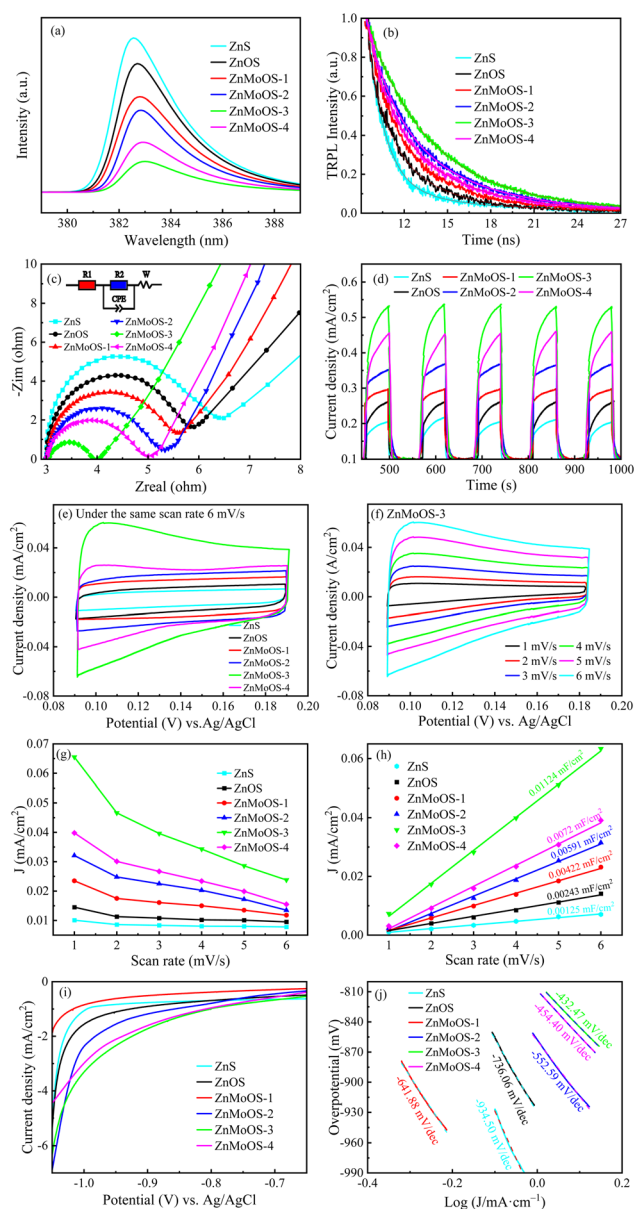 (a)
ZnS
ZnOS
ZnMoOS-1
ZnMoOS-2
ZnMoOS-3
ZnMoOS-4
Intensity (a.u.)
380 382 384 386 388
Wavelength (nm)
(b)
ZnS
ZnOS
ZnMoOS-1
ZnMoOS-2
ZnMoOS-3
ZnMoOS-4
TRPL Intensity (a.u.)
1.0
0.8
0.6
0.4
0.2
0.0
12 15 18 21 24 27
Time (ns)
(c)
R1 R2 W
CPE
ZnS ZnMoOS-2
ZnOS ZnMoOS-3
ZnMoOS-1 ZnMoOS-4
-Zim (ohm)
10
8
6
4
2
0
3 4 5 6 7 8
Zreal (ohm)
(d)
ZnS ZnMoOS-1 ZnMoOS-3
ZnOS ZnMoOS-2 ZnMoOS-4
Current density (mA/cm²)
0.6
0.5
0.4
0.3
0.2
0.1
500 600 700 800 900 1000
Time (s)
(e) Under the same scan rate 6 mV/s
ZnS
ZnOS
ZnMoOS-1
ZnMoOS-2
ZnMoOS-3
ZnMoOS-4
Current density (mA/cm²)
0.04
0.00
-0.04
-0.08
0.08 0.10 0.12 0.14 0.16 0.18 0.20
Potential (V) vs.Ag/AgCl
(f) ZnMoOS-3
1 mV/s 4 mV/s
2 mV/s 5 mV/s
3 mV/s 6 mV/s
Current density (A/cm²)
0.04
0.00
-0.04
-0.08
0.08 0.10 0.12 0.14 0.16 0.18 0.20
Potential (V) vs. Ag/AgCl
(g)
ZnS
ZnOS
ZnMoOS-1
ZnMoOS-2
ZnMoOS-3
ZnMoOS-4
J (mA/cm²)
0.07
0.06
0.05
0.04
0.03
0.02
0.01
1 2 3 4 5 6
Scan rate (mV/s)
(h)
ZnS
ZnOS
ZnMoOS-1
ZnMoOS-2
ZnMoOS-3
ZnMoOS-4
0.01124 mF/cm²
0.0072 mF/cm²
0.00591 mF/cm²
0.00422 mF/cm²
0.00243 mF/cm²
0.00125 mF/cm²
J (mA/cm²)
0.06
0.04
0.02
0.00
1 2 3 4 5 6
Scan rate (mV/s)
(i)
ZnS
ZnOS
ZnMoOS-1
ZnMoOS-2
ZnMoOS-3
ZnMoOS-4
Current density (mA/cm²)
0
-2
-4
-6
-1.0 -0.9 -0.8 -0.7
Potential (V) vs. Ag/AgCl
(j)
ZnS
ZnOS
ZnMoOS-1
ZnMoOS-2
ZnMoOS-3
ZnMoOS-4
-432.47 mV/dec
-454.40 mV/dec
-552.59 mV/dec
-736.06 mV/dec
-641.88 mV/dec
-934.50 mV/dec
Overpotential (mV)
-810
-840
-870
-900
-930
-960
-990
-0.4 -0.2 0.0 0.2
Log (J/mA·cm⁻¹)